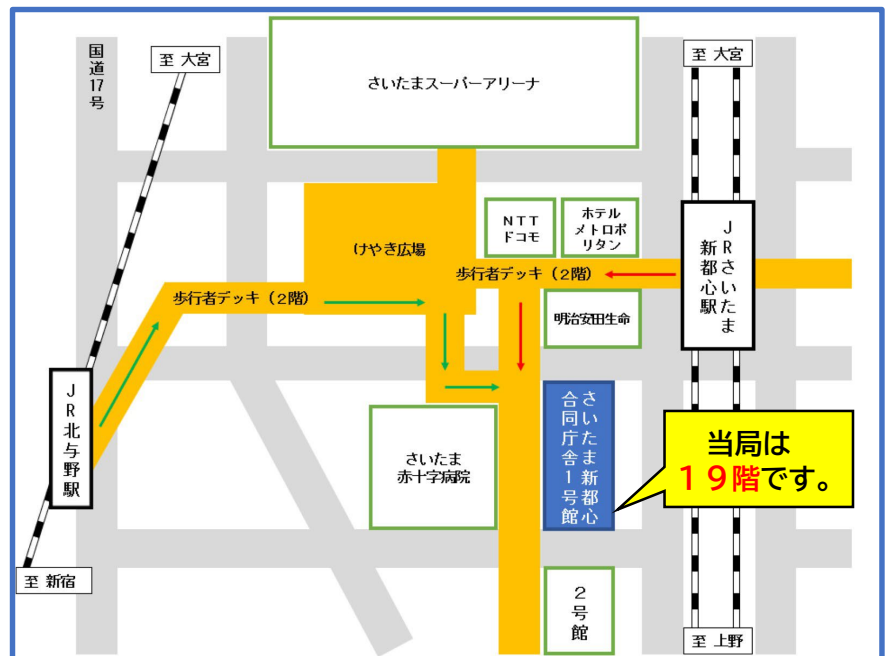 国道17号
至 大宮
さいたまスーパーアリーナ
至 大宮
NTT
ドコモ
ホテル
メトロポ
リタン
JRさいたま
新都心駅
けやき広場
歩行者デッキ（2階）
歩行者デッキ（2階）
明治安田生命
JR北与野駅
さいたま新都心
合同庁舎1号館
当局は
１９階です。
さいたま
赤十字病院
至 新宿
2号館
至 上野